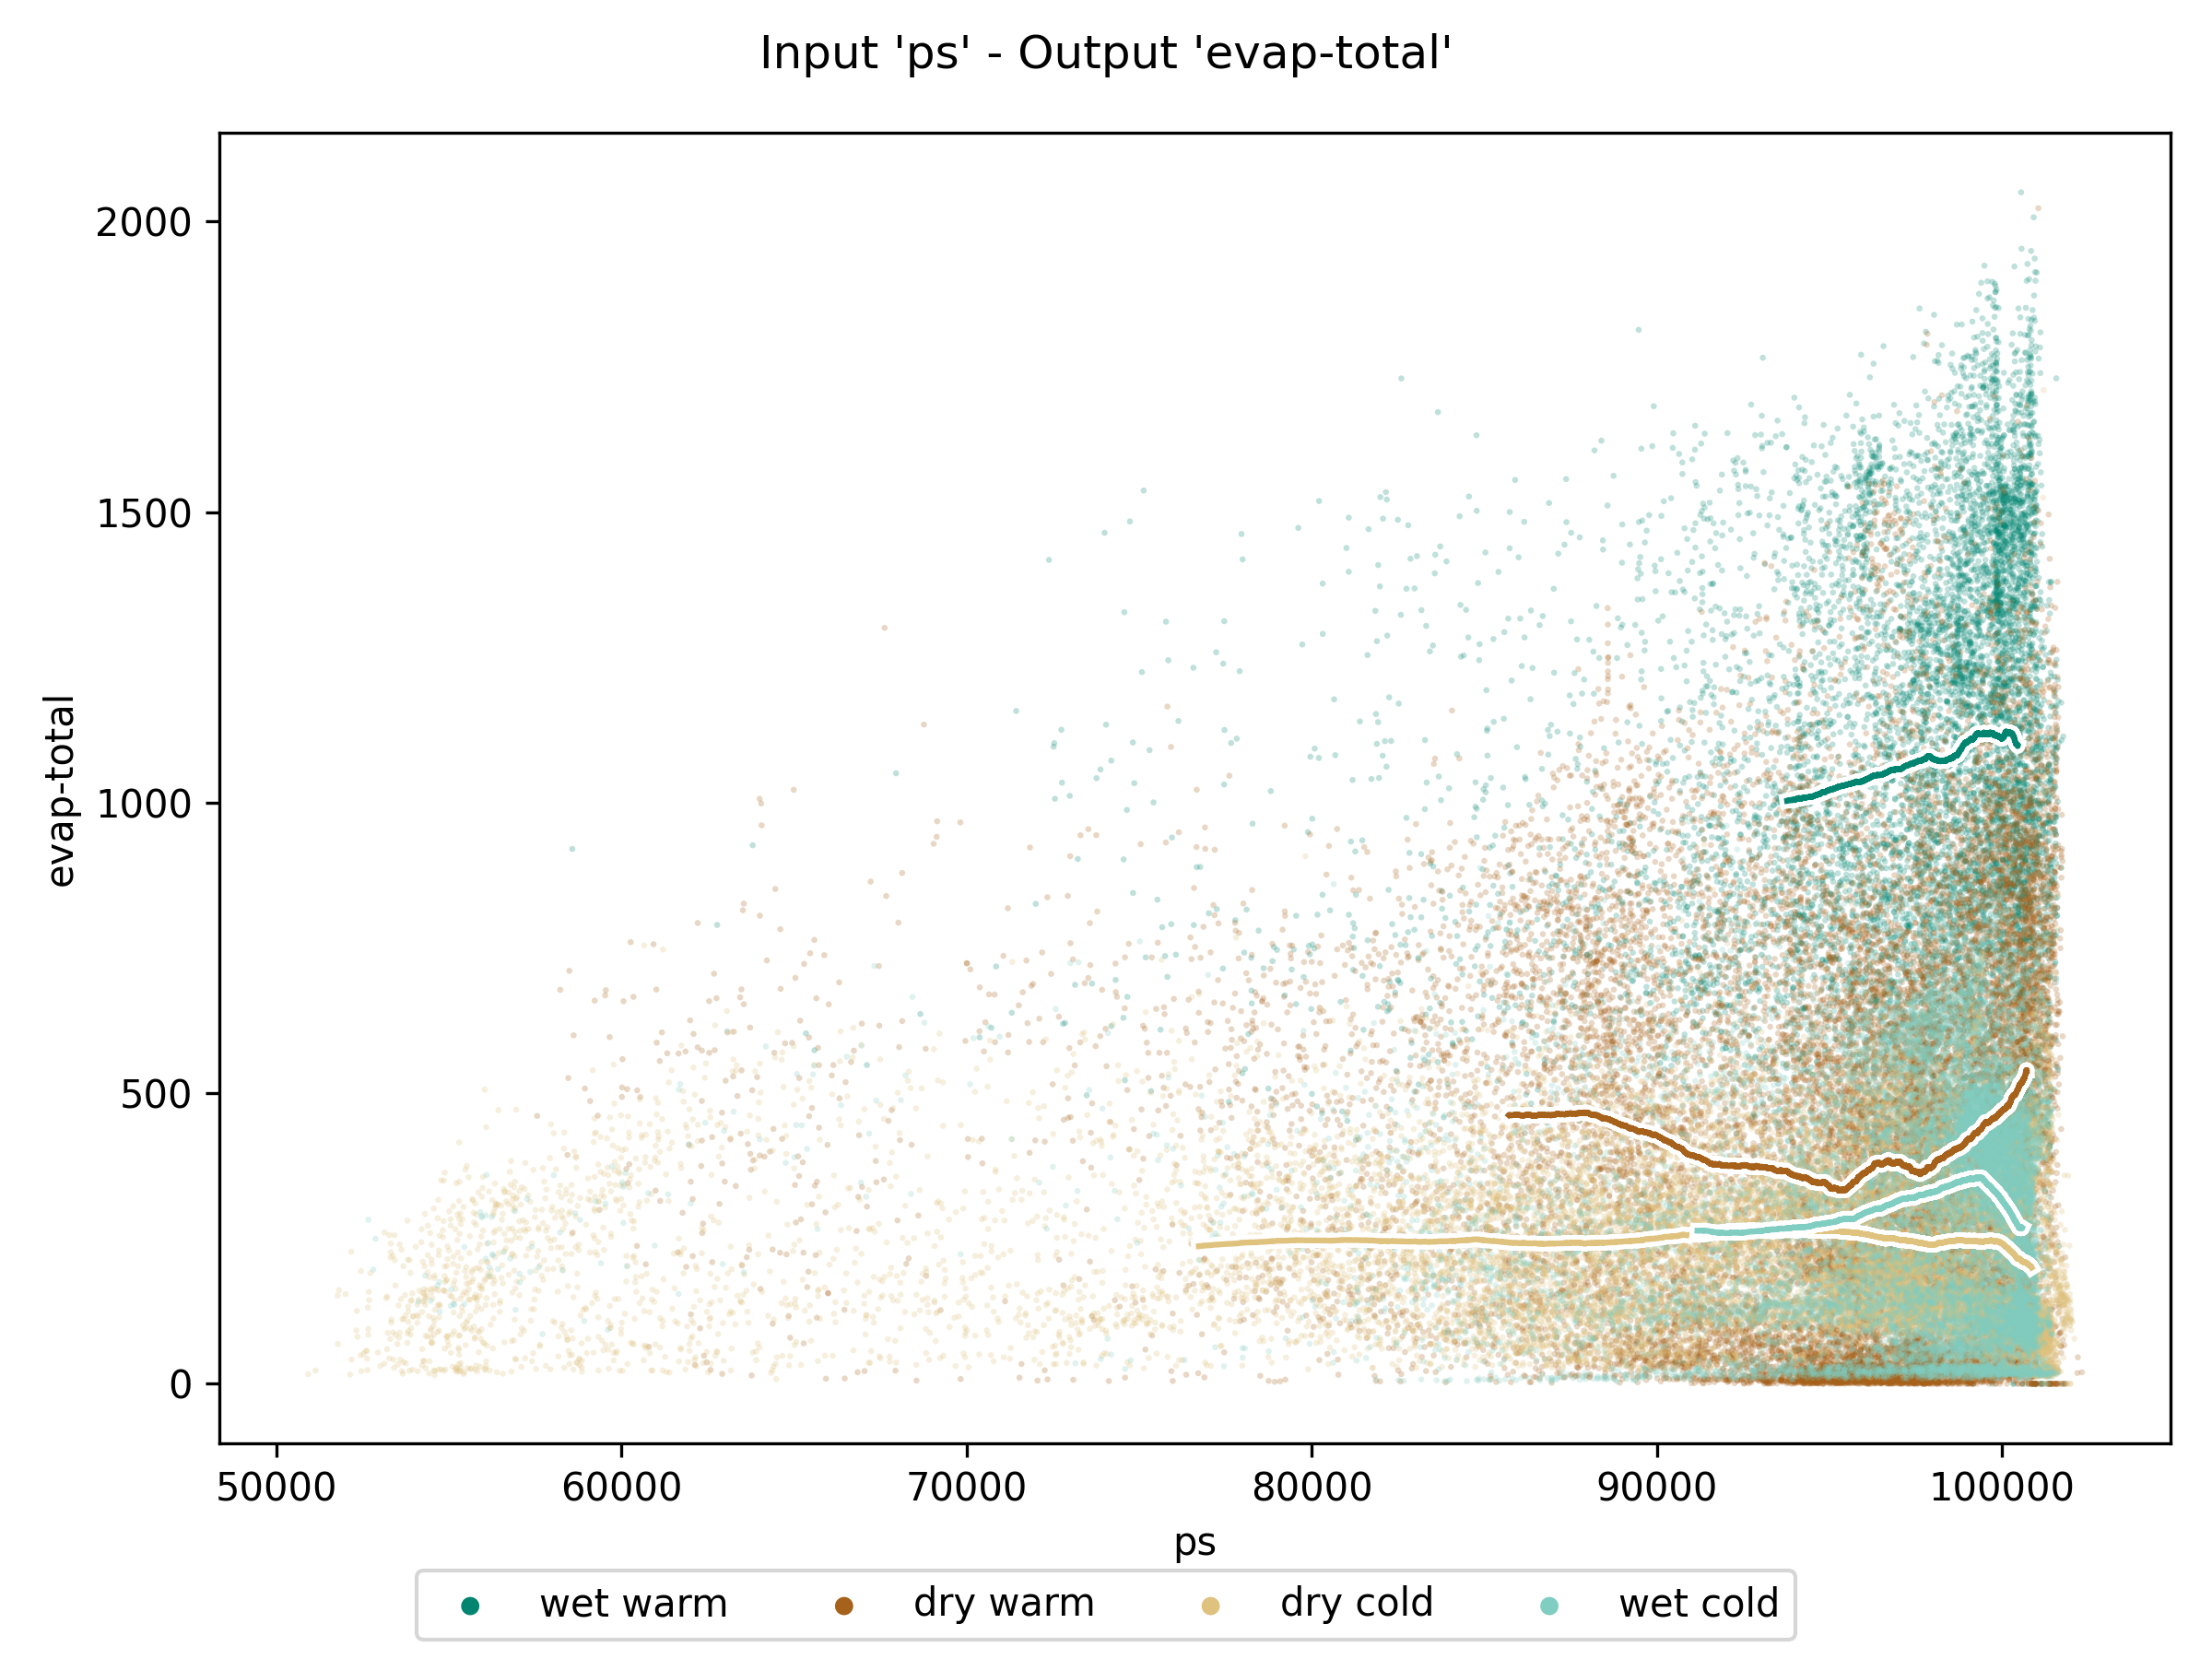 Input 'ps' - Output 'evap-total'
2000
1500
1000
500
0
evap-total
50000 60000 70000 80000 90000 100000
ps
wet warm dry warm dry cold wet cold